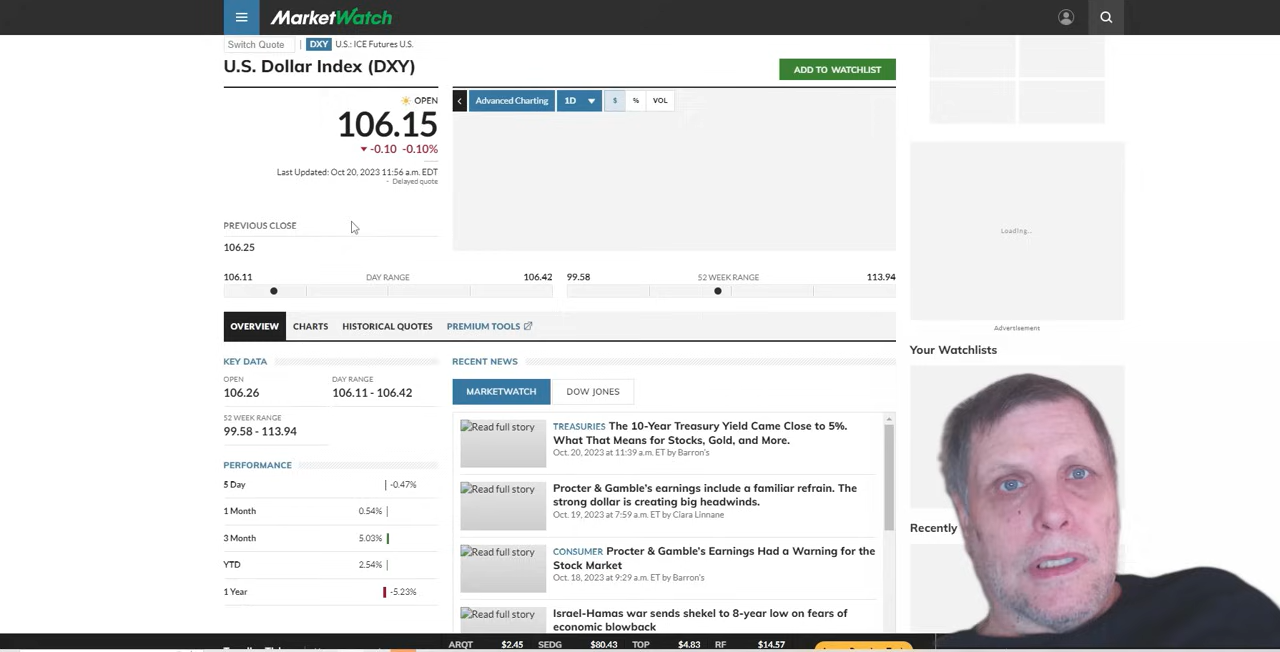 MarketWatch
Switch Quote | DXY U.S.: ICE Futures U.S.
U.S. Dollar Index (DXY)
ADD TO WATCHLIST
OPEN
106.15
-0.10 -0.10%
Last Updated: Oct 20, 2023 11:56 a.m. EDT
Delayed quote
PREVIOUS CLOSE
106.25
Advanced Charting 1D $ % VOL
106.11 DAY RANGE 106.42
99.58 52 WEEK RANGE 113.94
Loading...
Advertisement
OVERVIEW CHARTS HISTORICAL QUOTES PREMIUM TOOLS
KEY DATA
OPEN
106.26
DAY RANGE
106.11 - 106.42
52 WEEK RANGE
99.58 - 113.94
PERFORMANCE
5 Day -0.47%
1 Month 0.54%
3 Month 5.03%
YTD 2.54%
1 Year -5.23%
RECENT NEWS
MARKETWATCH DOW JONES
Read full story
TREASURIES The 10-Year Treasury Yield Came Close to 5%.
What That Means for Stocks, Gold, and More.
Oct. 20, 2023 at 11:39 a.m. ET by Barron's
Read full story
Procter & Gamble's earnings include a familiar refrain. The
strong dollar is creating big headwinds.
Oct. 19, 2023 at 7:59 a.m. ET by Ciara Linnane
Read full story
CONSUMER Procter & Gamble's Earnings Had a Warning for the
Stock Market
Oct. 18, 2023 at 9:29 a.m. ET by Barron's
Read full story
Israel-Hamas war sends shekel to 8-year low on fears of
economic blowback
Your Watchlists
Recently
ARQT $2.45 SEDG $80.43 TOP $4.83 RF $14.57